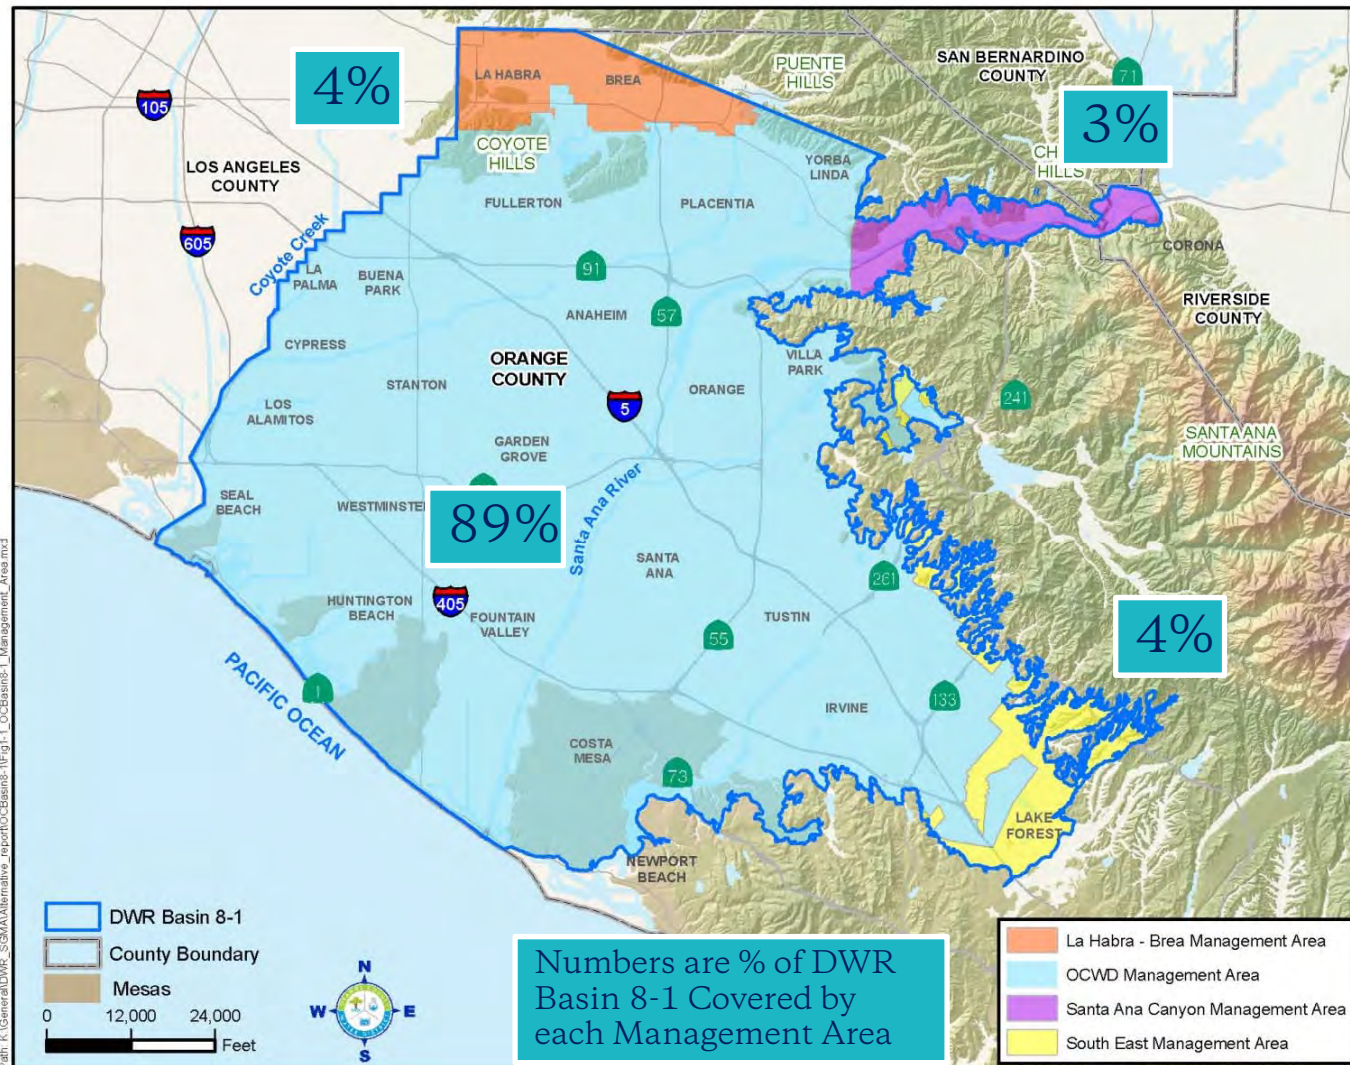 SAN BERNARDINO
COUNTY
PUENTE
HILLS
71
4%
LA HABRA
BREA
105
3%
COYOTE
HILLS
LOS ANGELES
COUNTY
YORBA
LINDA
HILLS
FULLERTON
PLACENTIA
605
Coyote Creek
CORONA
LA
PALMA
BUENA
PARK
91
RIVERSIDE
COUNTY
57
ANAHEIM
CYPRESS
ORANGE
COUNTY
VILLA
PARK
STANTON
ORANGE
241
5
LOS
ALAMITOS
SANTA ANA
MOUNTAINS
GARDEN
GROVE
Santa Ana River
SEAL
BEACH
89%
SANTA
ANA
261
HUNTINGTON
BEACH
405
FOUNTAIN
VALLEY
TUSTIN
55
4%
PACIFIC OCEAN
1
IRVINE
133
COSTA
MESA
73
LAKE
FOREST
NEWPORT
BEACH
DWR Basin 8-1
County Boundary
Mesas
0 12,000 24,000
Feet
N
W E
S
Numbers are % of DWR
Basin 8-1 Covered by
each Management Area
La Habra - Brea Management Area
OCWD Management Area
Santa Ana Canyon Management Area
South East Management Area